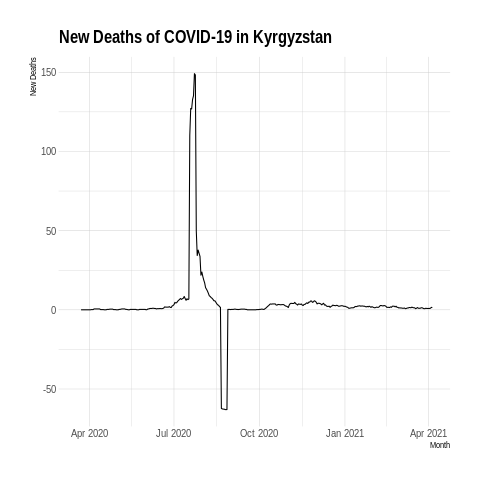 New Deaths of COVID-19 in Kyrgyzstan
New Deaths
150
100
50
0
-50
Apr 2020 Jul 2020 Oct 2020 Jan 2021 Apr 2021
Month